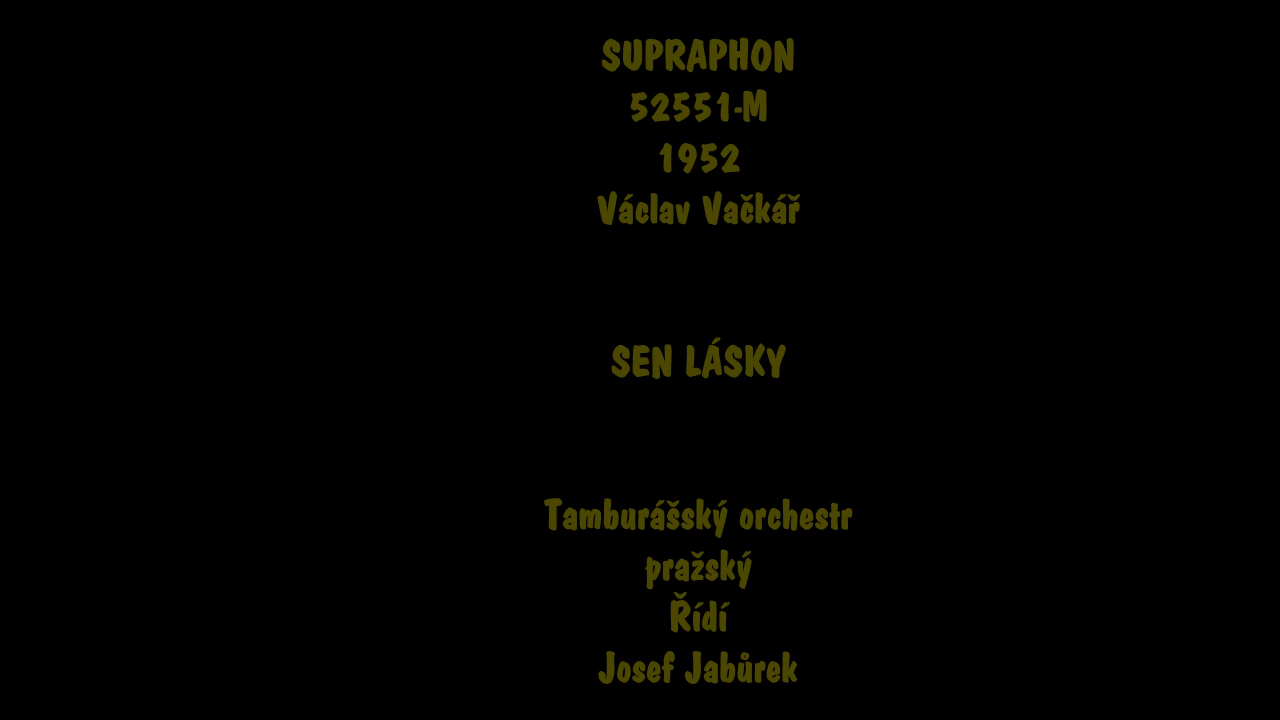 SUPRAPHON
52551-M
1952
Václav Vačkář
SEN LÁSKY
Tamburášský orchestr
pražský
Řídí
Josef Jabůrek